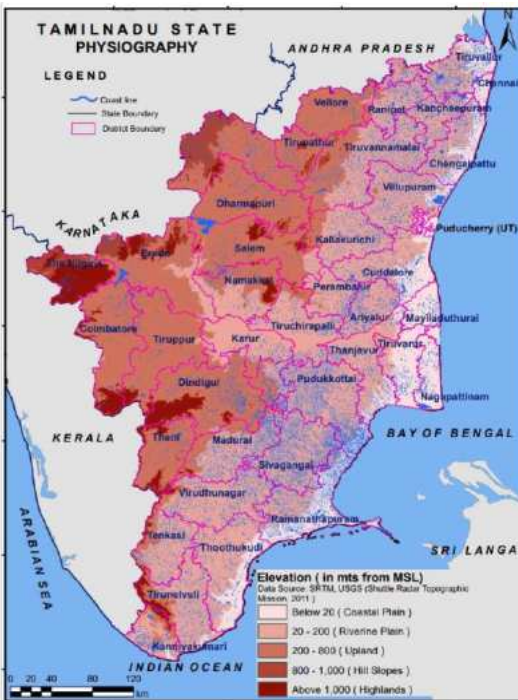 TAMILNADU STATE
PHYSIOGRAPHY
LEGEND
Coast line
State Boundary
District Boundary
N
ANDHRA PRADESH
Tiruvallur
Chennai
Vellore
Ranipet
Kancheepuram
Tirupathur
Tiruvannamalai
Chengalpattu
Villupuram
Dharmapuri
KARNATAKA
Puducherry (UT)
Erode
Salem
Kallakurichi
The Nilgiris
Namakkal
Cuddalore
Perambalur
Coimbatore
Ariyalur
Mayiladuthurai
Tiruchirapalli
Tiruppur
Karur
Thanjavur
Tiruvarur
Dindigul
Pudukkottai
Nagapattinam
KERALA
Theni
Madurai
BAY OF BENGAL
Sivagangai
Virudhunagar
ARABIAN SEA
Ramanathapuram
Tenkasi
Thoothukudi
SRI LANGA
Tirunelveli
Kanniyakumari
INDIAN OCEAN
Elevation ( in mts from MSL)
Data Source: SRTM, USGS (Shuttle Radar Topographic
Mission, 2011 )
Below 20 ( Coastal Plain )
20 - 200 ( Riverine Plain )
200 - 800 ( Upland )
800 - 1,000 ( Hill Slopes )
Above 1,000 ( Highlands )
0 20 40 80 120
km